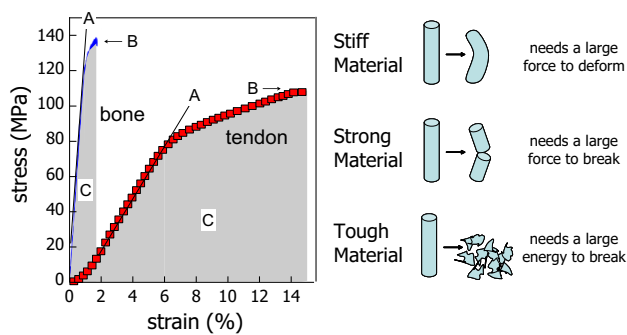 A
140
B
120
100
80
60
40
20
0
stress (MPa)
bone
A
B
tendon
C
C
0
2
4
6
8
10
12
14
strain (%)
Stiff
Material
needs a large
force to deform
Strong
Material
needs a large
force to break
Tough
Material
needs a large
energy to break